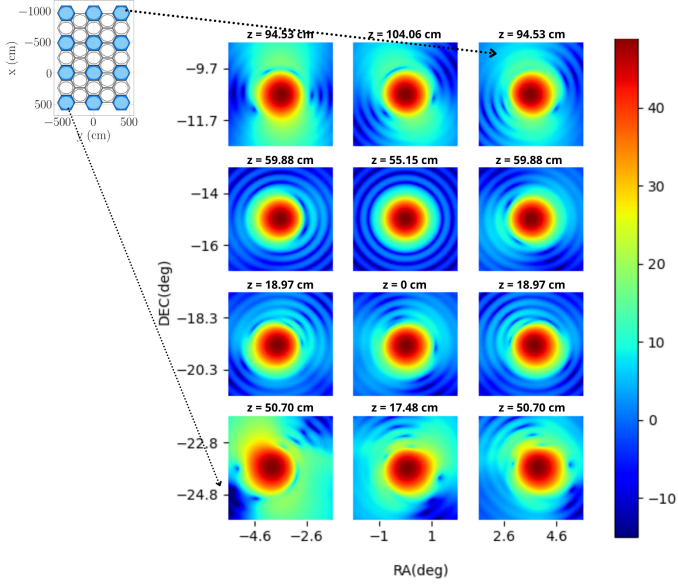 −1000
−500
0
500
x (cm)
−500 0 500
y (cm)
z = 94.53 cm z = 104.06 cm z = 94.53 cm
−9.7
−11.7
z = 59.88 cm z = 55.15 cm z = 59.88 cm
−14
−16
z = 18.97 cm z = 0 cm z = 18.97 cm
−18.3
−20.3
z = 50.70 cm z = 17.48 cm z = 50.70 cm
−22.8
−24.8
DEC(deg)
−4.6 −2.6 −1 1 2.6 4.6
RA(deg)
40
30
20
10
0
−10